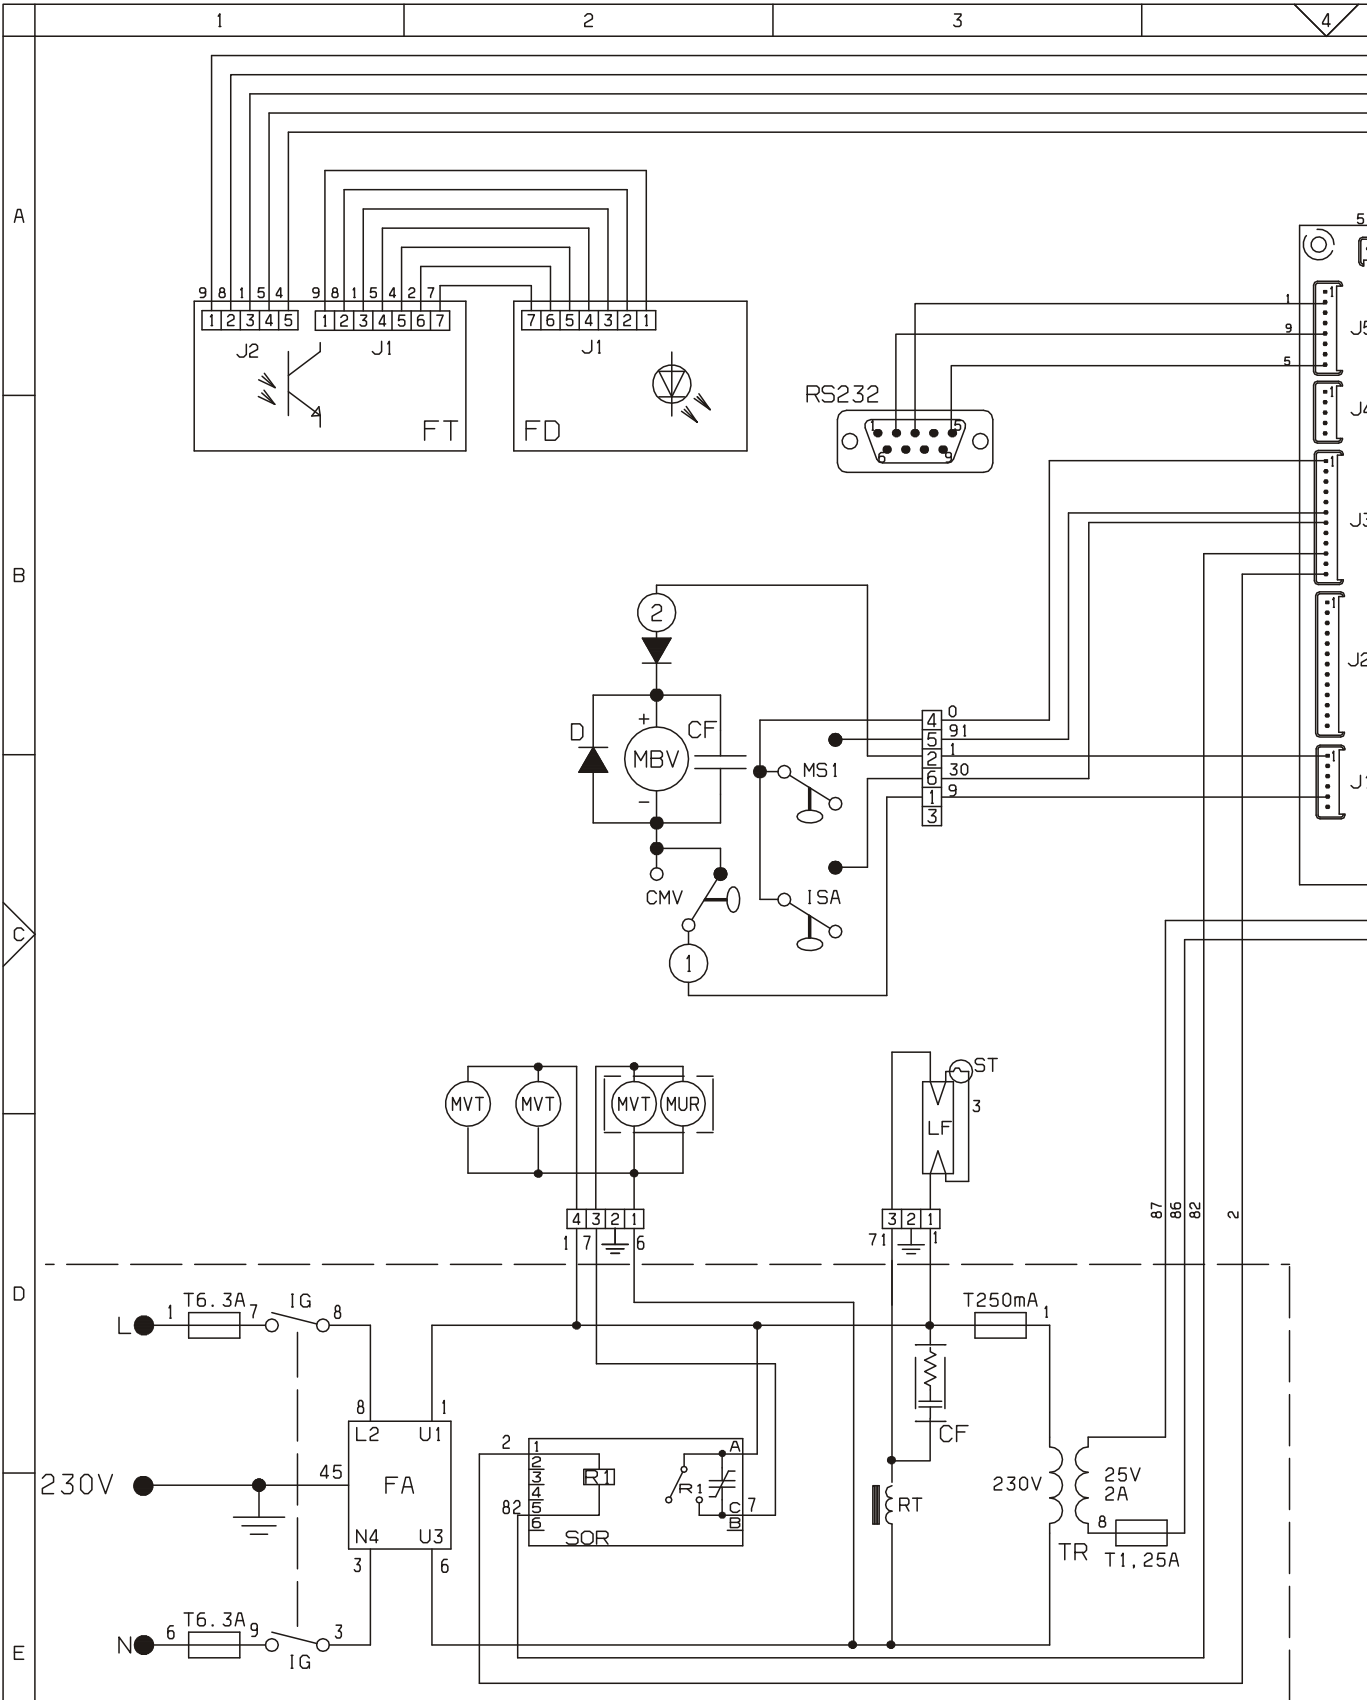 1 2 3 4
A
5
9 8 1 5 4 9 8 1 5 4 2 7
1 2 3 4 5 1 2 3 4 5 6 7 7 6 5 4 3 2 1
J2 J1 J1
FT FD
1
1
9
J5
5
RS232
J4
1 5
6 9
1
J3
B
2
1
J2
D + CF
MBV
-
4 0
5 91
2 1
6 30
1 9
3
MS1
1
J1
CMV
ISA
C
1
ST
MVT MVT MVT MUR
3
LF
87 86 82 2
4 3 2 1 3 2 1
1 7 6 71 1
D
T6.3A IG T250mA
L 1 7 8 1
8 1
L2 U1
CF
2 1 A
2
3 R1
4 R1
82 5 C 7
6 B
SOR
230V 45 FA
RT
230V 25V
2A
8
TR T1,25A
N4 U3
3 6
T6.3A
N 6 9 3
IG
E